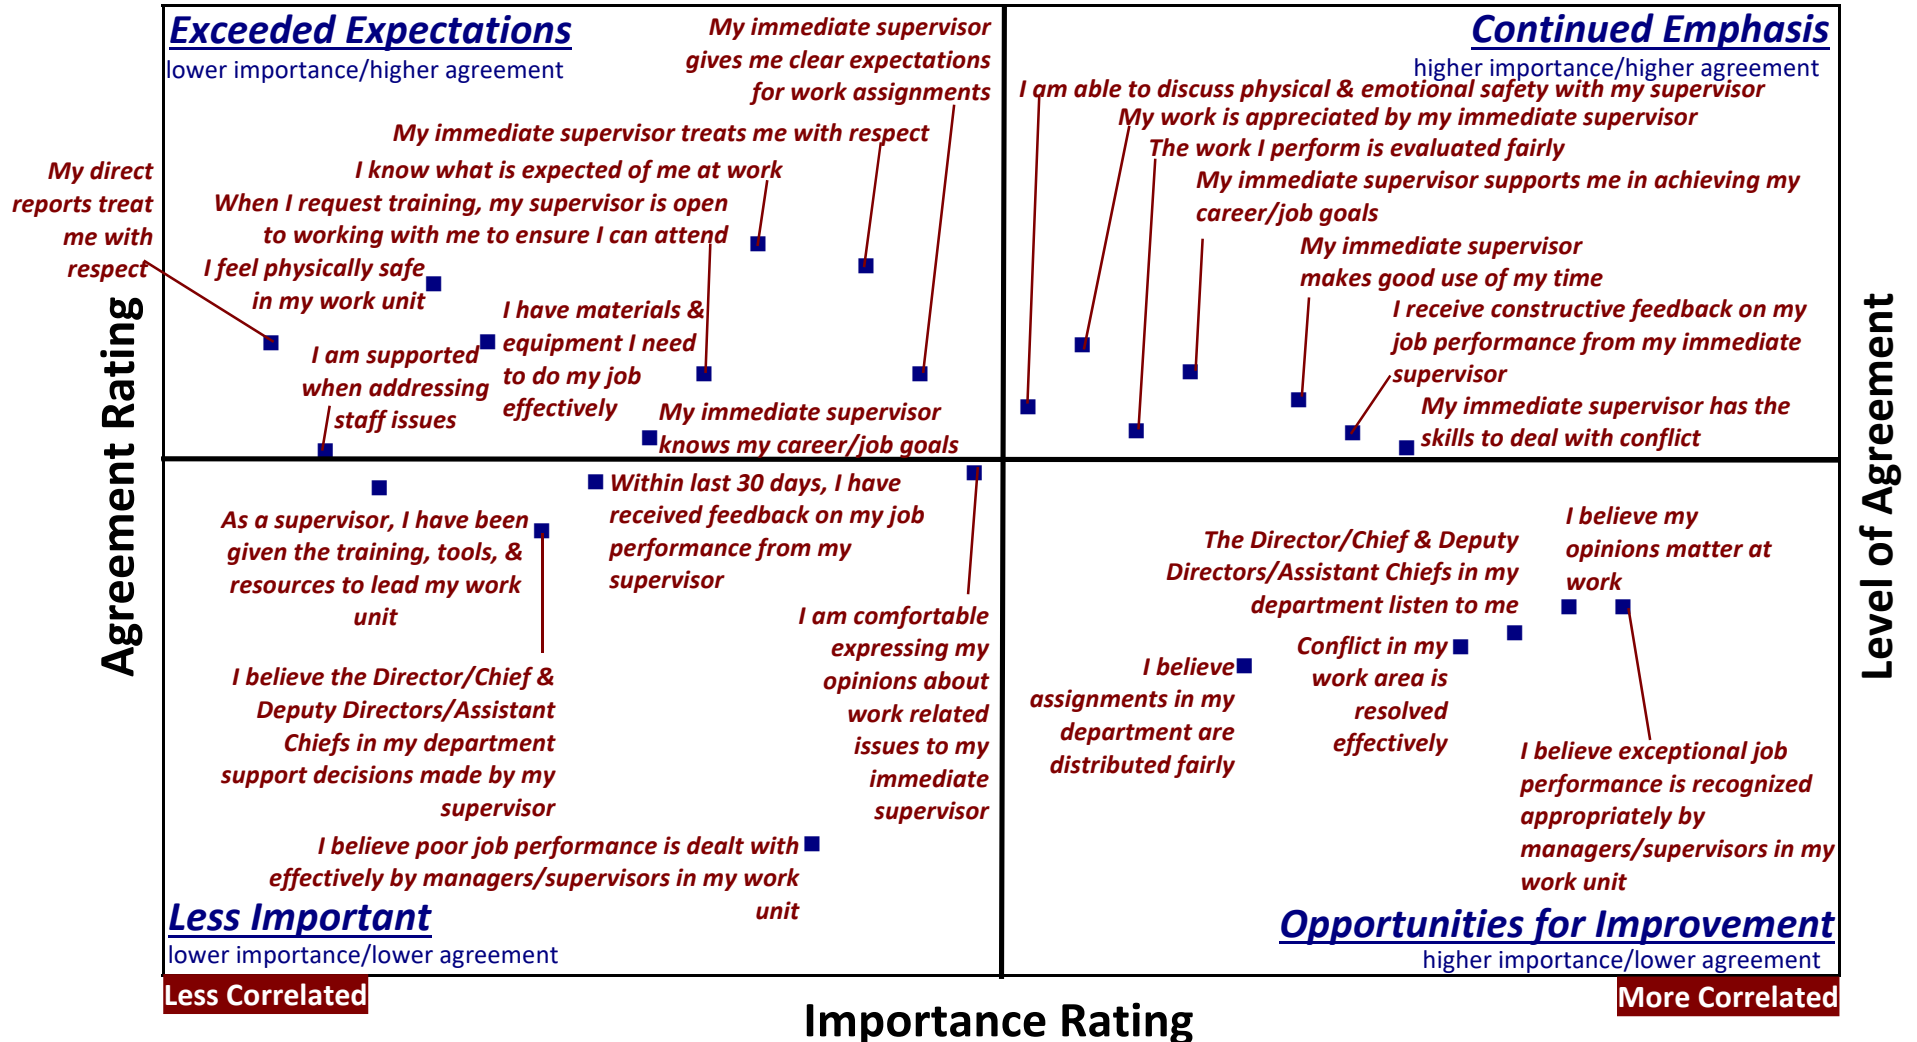 Exceeded Expectations
lower importance/higher agreement
My immediate supervisor
gives me clear expectations
for work assignments
My immediate supervisor treats me with respect
I know what is expected of me at work
When I request training, my supervisor is open
to working with me to ensure I can attend
My direct
reports treat
me with
respect
I feel physically safe
in my work unit
I have materials &
equipment I need
to do my job
effectively
I am supported
when addressing
staff issues
My immediate supervisor
knows my career/job goals
Continued Emphasis
higher importance/higher agreement
I am able to discuss physical & emotional safety with my supervisor
My work is appreciated by my immediate supervisor
The work I perform is evaluated fairly
My immediate supervisor supports me in achieving my
career/job goals
My immediate supervisor
makes good use of my time
I receive constructive feedback on my
job performance from my immediate
supervisor
My immediate supervisor has the
skills to deal with conflict
Agreement Rating
Level of Agreement
Within last 30 days, I have
received feedback on my job
performance from my
supervisor
As a supervisor, I have been
given the training, tools, &
resources to lead my work
unit
I am comfortable
expressing my
opinions about
work related
issues to my
immediate
supervisor
I believe the Director/Chief &
Deputy Directors/Assistant
Chiefs in my department
support decisions made by my
supervisor
I believe poor job performance is dealt with
effectively by managers/supervisors in my work
unit
Less Important
lower importance/lower agreement
I believe my
opinions matter at
work
The Director/Chief & Deputy
Directors/Assistant Chiefs in my
department listen to me
Conflict in my
work area is
resolved
effectively
I believe
assignments in my
department are
distributed fairly
I believe exceptional job
performance is recognized
appropriately by
managers/supervisors in my
work unit
Opportunities for Improvement
higher importance/lower agreement
Less Correlated
More Correlated
Importance Rating